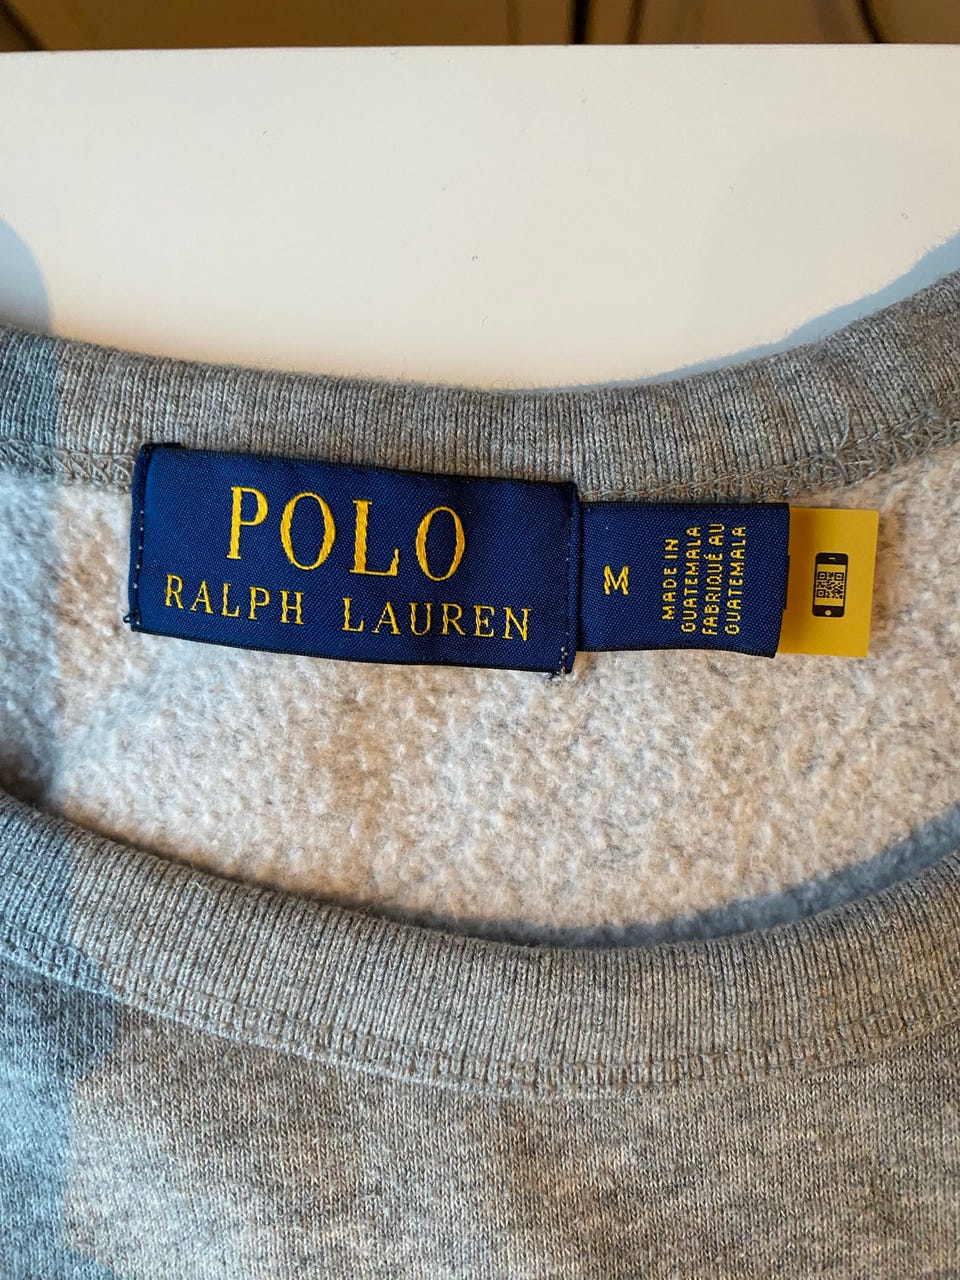 POLO
RALPH LAUREN
M
MADE IN
GUATEMALA
FABRIQUÉ AU
GUATEMALA